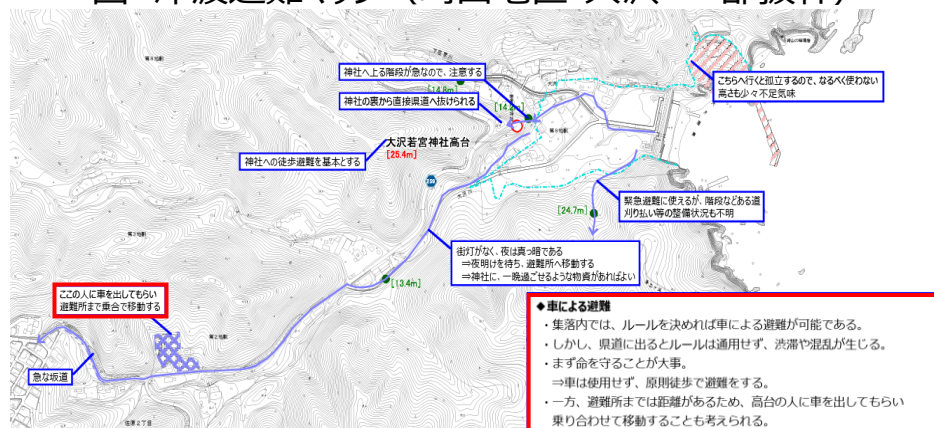 神社へ上る階段が急なので、注意する
[14.8m]
神社の裏から直接県道へ抜けられる
こちらへ行くと孤立するので、なるべく使わない
高さも少々不足気味
大沢若宮神社高台
[25.4m]
神社への徒歩避難を基本とする
緊急避難に使えるが、階段などある道
刈り払い等の整備状況も不明
[24.7m]
街灯がなく、夜は真っ暗である
⇒夜明けを待ち、避難所へ移動する
⇒神社に、一晩過ごせるような物資があればよい
[13.4m]
ここの人に車を出してもらい
避難所まで乗合で移動する
急な坂道
◆車による避難
・集落内では、ルールを決めれば車による避難が可能である。
・しかし、県道に出るとルールは通用せず、渋滞や混乱が生じる。
・まず命を守ることが大事。
⇒車は使用せず、原則徒歩で避難をする。
・一方、避難所までは距離があるため、高台の人に車を出してもらい
乗り合わせて移動することも考えられる。